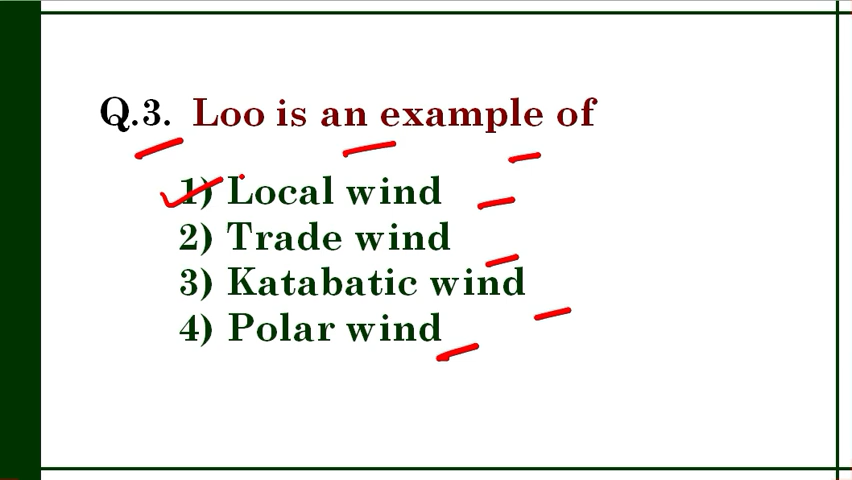 Q.3. Loo is an example of
1) Local wind
2) Trade wind
3) Katabatic wind
4) Polar wind